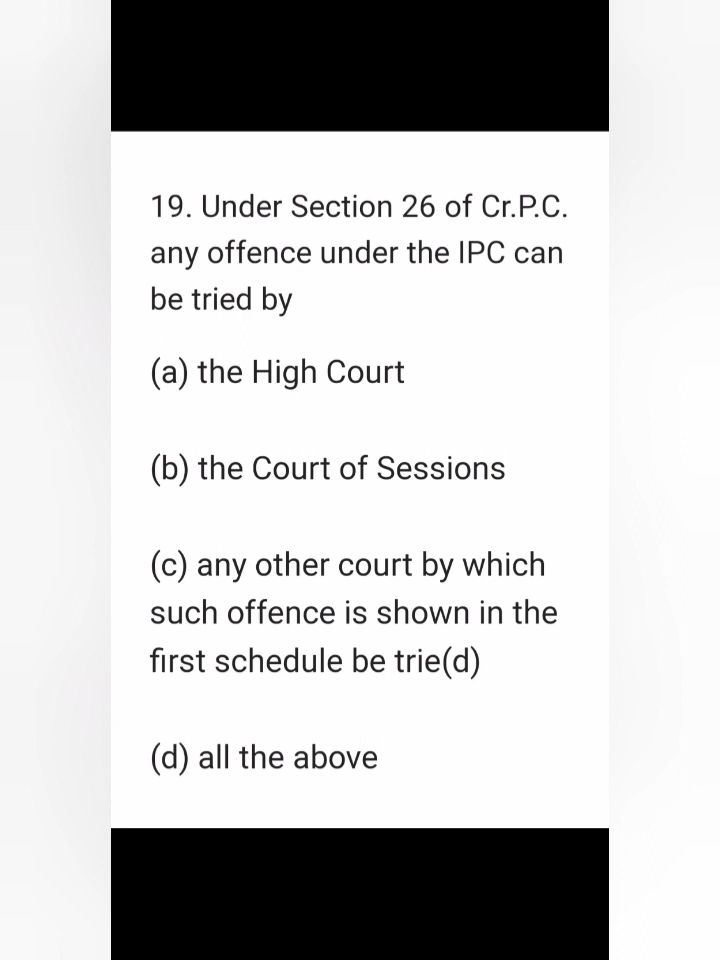 19. Under Section 26 of Cr.P.C.
any offence under the IPC can
be tried by
(a) the High Court
(b) the Court of Sessions
(c) any other court by which
such offence is shown in the
first schedule be trie(d)
(d) all the above